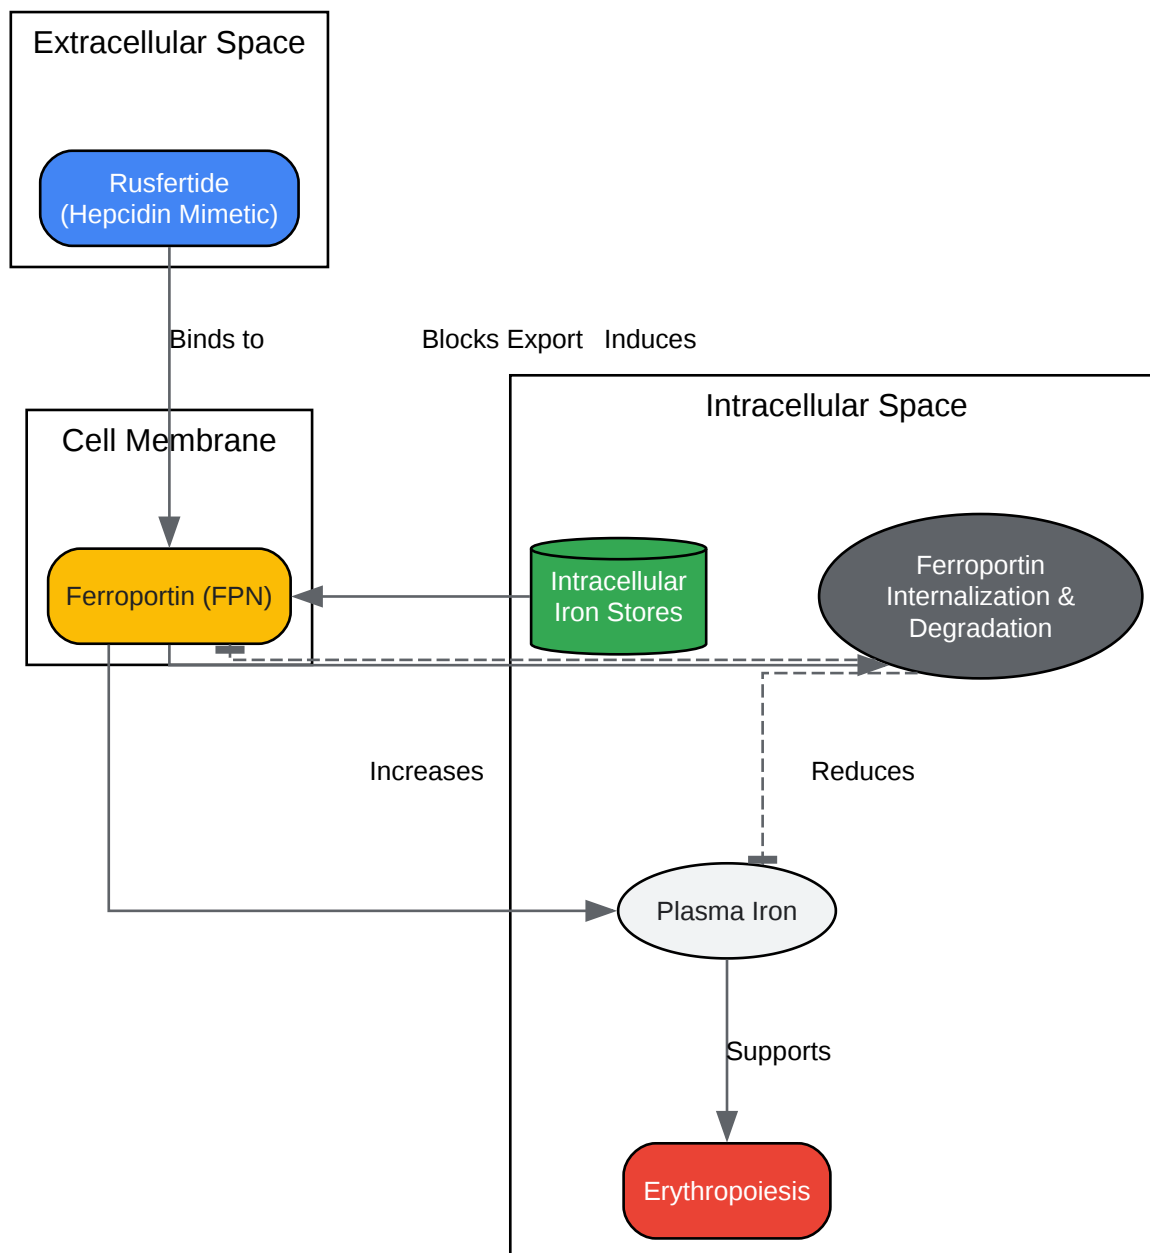 Extracellular Space
Rusfertide
(Hepcidin Mimetic)
Binds to
Blocks Export
Induces
Cell Membrane
Intracellular Space
Ferroportin (FPN)
Intracellular
Iron Stores
Ferroportin
Internalization &
Degradation
Increases
Reduces
Plasma Iron
Supports
Erythropoiesis